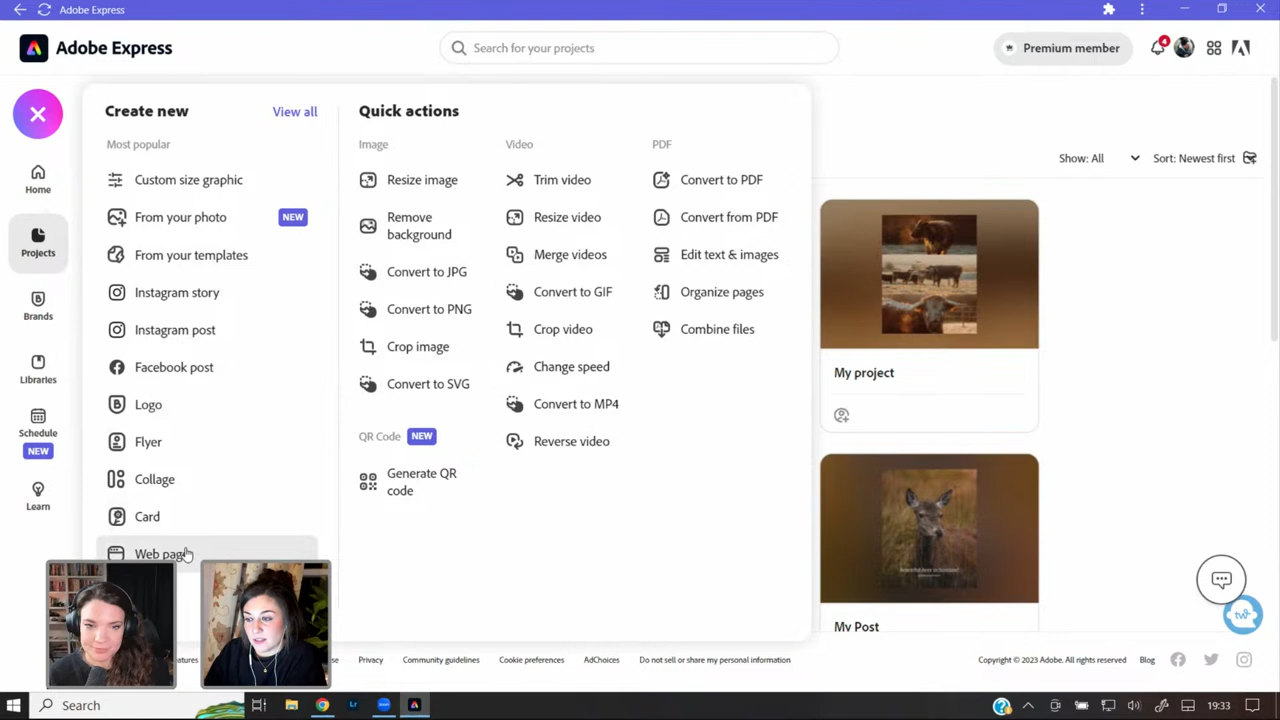 Adobe Express
Adobe Express
Search for your projects
Premium member
4
Create new
View all
Most popular
Custom size graphic
From your photo
NEW
From your templates
Instagram story
Instagram post
Facebook post
Logo
Flyer
Collage
Card
Web page
Quick actions
Image
Resize image
Remove
background
Convert to JPG
Convert to PNG
Crop image
Convert to SVG
QR Code NEW
Generate QR
code
Video
Trim video
Resize video
Merge videos
Convert to GIF
Crop video
Change speed
Convert to MP4
Reverse video
PDF
Convert to PDF
Convert from PDF
Edit text & images
Organize pages
Combine files
Home
Projects
Brands
Libraries
Schedule
NEW
Learn
Show: All
Sort: Newest first
My project
My Post
Privacy
Community guidelines
Cookie preferences
AdChoices
Do not sell or share my personal information
Copyright © 2023 Adobe. All rights reserved
Blog
Search
19:33